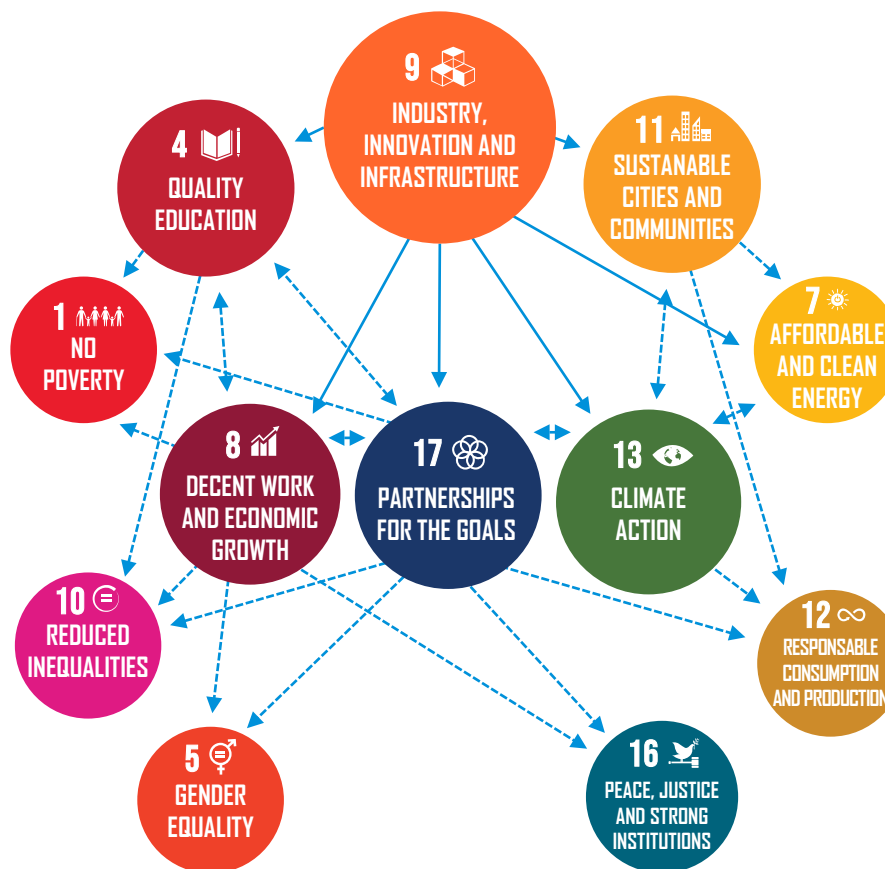 9
INDUSTRY,
INNOVATION AND
INFRASTRUCTURE
4
QUALITY
EDUCATION
11
SUSTANABLE
CITIES AND
COMMUNITIES
1
NO
POVERTY
7
AFFORDABLE
AND CLEAN
ENERGY
8
DECENT WORK
AND ECONOMIC
GROWTH
17
PARTNERSHIPS
FOR THE GOALS
13
CLIMATE
ACTION
10
REDUCED
INEQUALITIES
12
RESPONSABLE
CONSUMPTION
AND PRODUCTION
5
GENDER
EQUALITY
16
PEACE, JUSTICE
AND STRONG
INSTITUTIONS